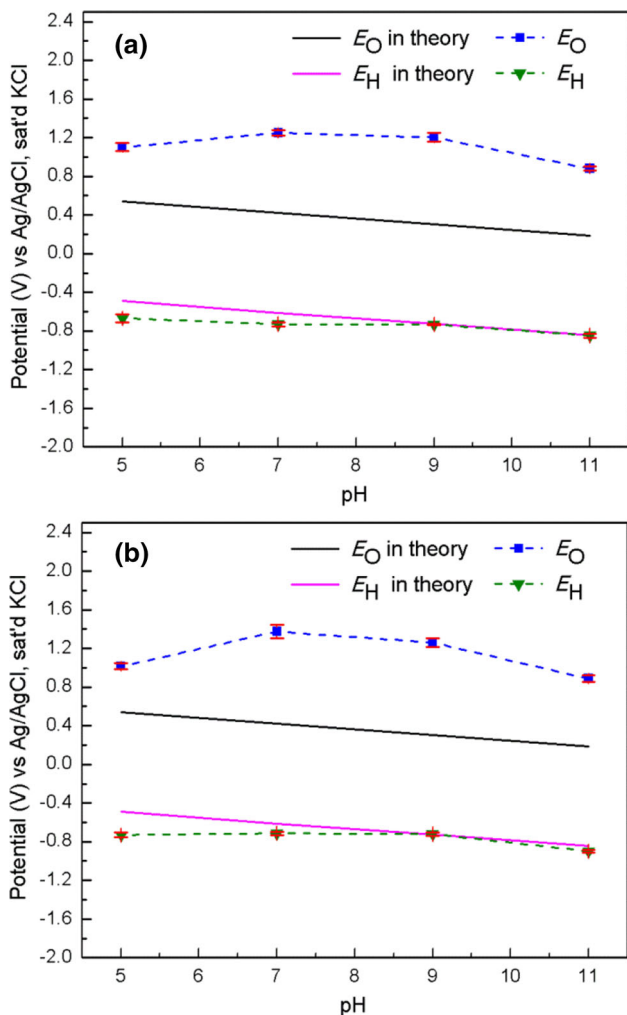 (a)
E_O in theory
E_O
E_H in theory
E_H
Potential (V) vs Ag/AgCl, sat'd KCl
2.4
2.0
1.6
1.2
0.8
0.4
0.0
-0.4
-0.8
-1.2
-1.6
-2.0
5 6 7 8 9 10 11
pH
(b)
E_O in theory
E_O
E_H in theory
E_H
Potential (V) vs Ag/AgCl, sat'd KCl
2.4
2.0
1.6
1.2
0.8
0.4
0.0
-0.4
-0.8
-1.2
-1.6
-2.0
5 6 7 8 9 10 11
pH